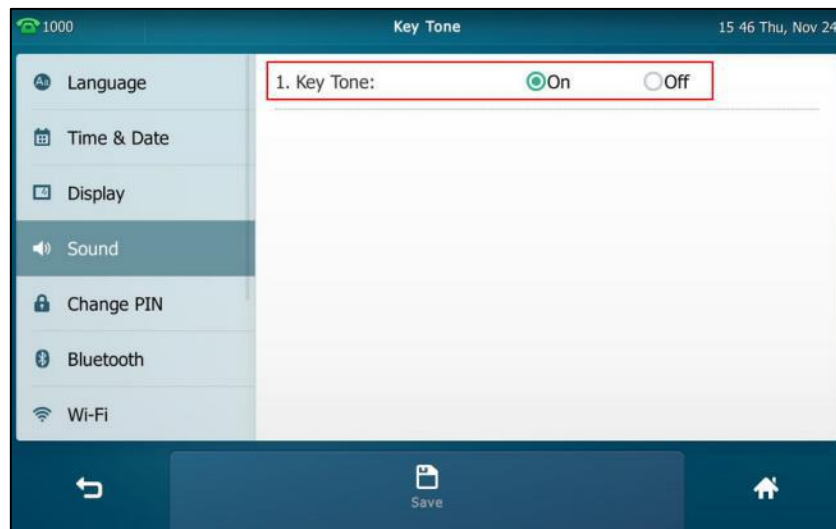 1000 Key Tone 15 46 Thu, Nov 24
Language
Time & Date
Display
Sound
Change PIN
Bluetooth
Wi-Fi
1. Key Tone: On Off
Save